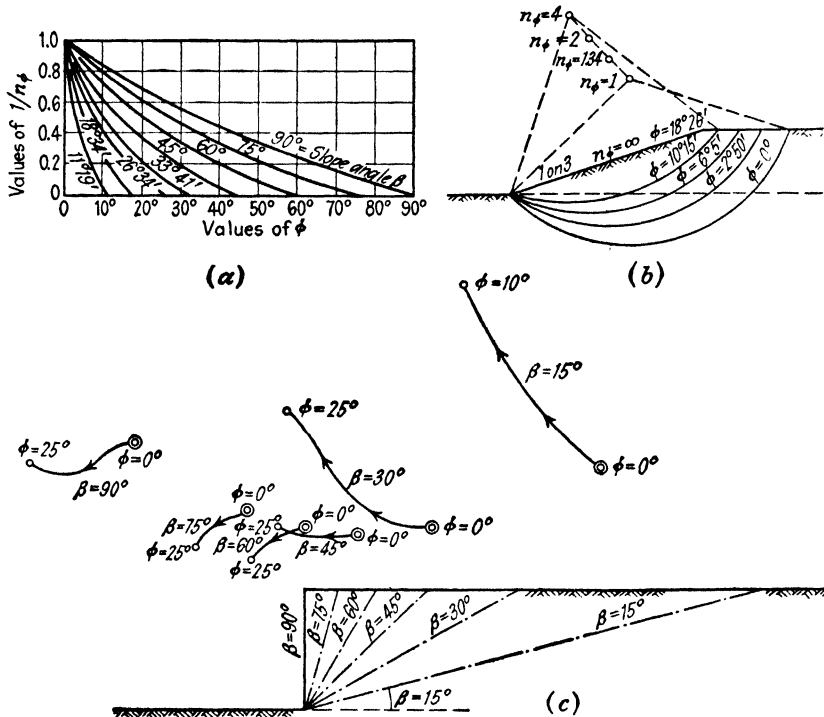 1.0
0.8
0.6
0.4
0.2
0
Values of 1/nϕ
11°19'
18°34'
26°34'
33°41'
45°
60°
75°
90° = Slope angle β
0 10° 20° 30° 40° 50° 60° 70° 80° 90°
Values of ϕ
(a)
nϕ=4
nϕ=2
nϕ=134
nϕ=1
1 on 3
nϕ=∞
ϕ=18°26'
ϕ=10°15'
ϕ=6°5'
ϕ=2°50'
ϕ=0°
(b)
ϕ=10°
β=15°
ϕ=0°
ϕ=25°
β=30°
ϕ=0°
ϕ=25°
ϕ=0°
β=90°
ϕ=0°
β=75°
ϕ=25°
ϕ=0°
ϕ=25°
β=60°
β=45°
ϕ=0°
ϕ=25°
β=90°
β=75°
β=60°
β=45°
β=30°
β=15°
β=15°
(c)